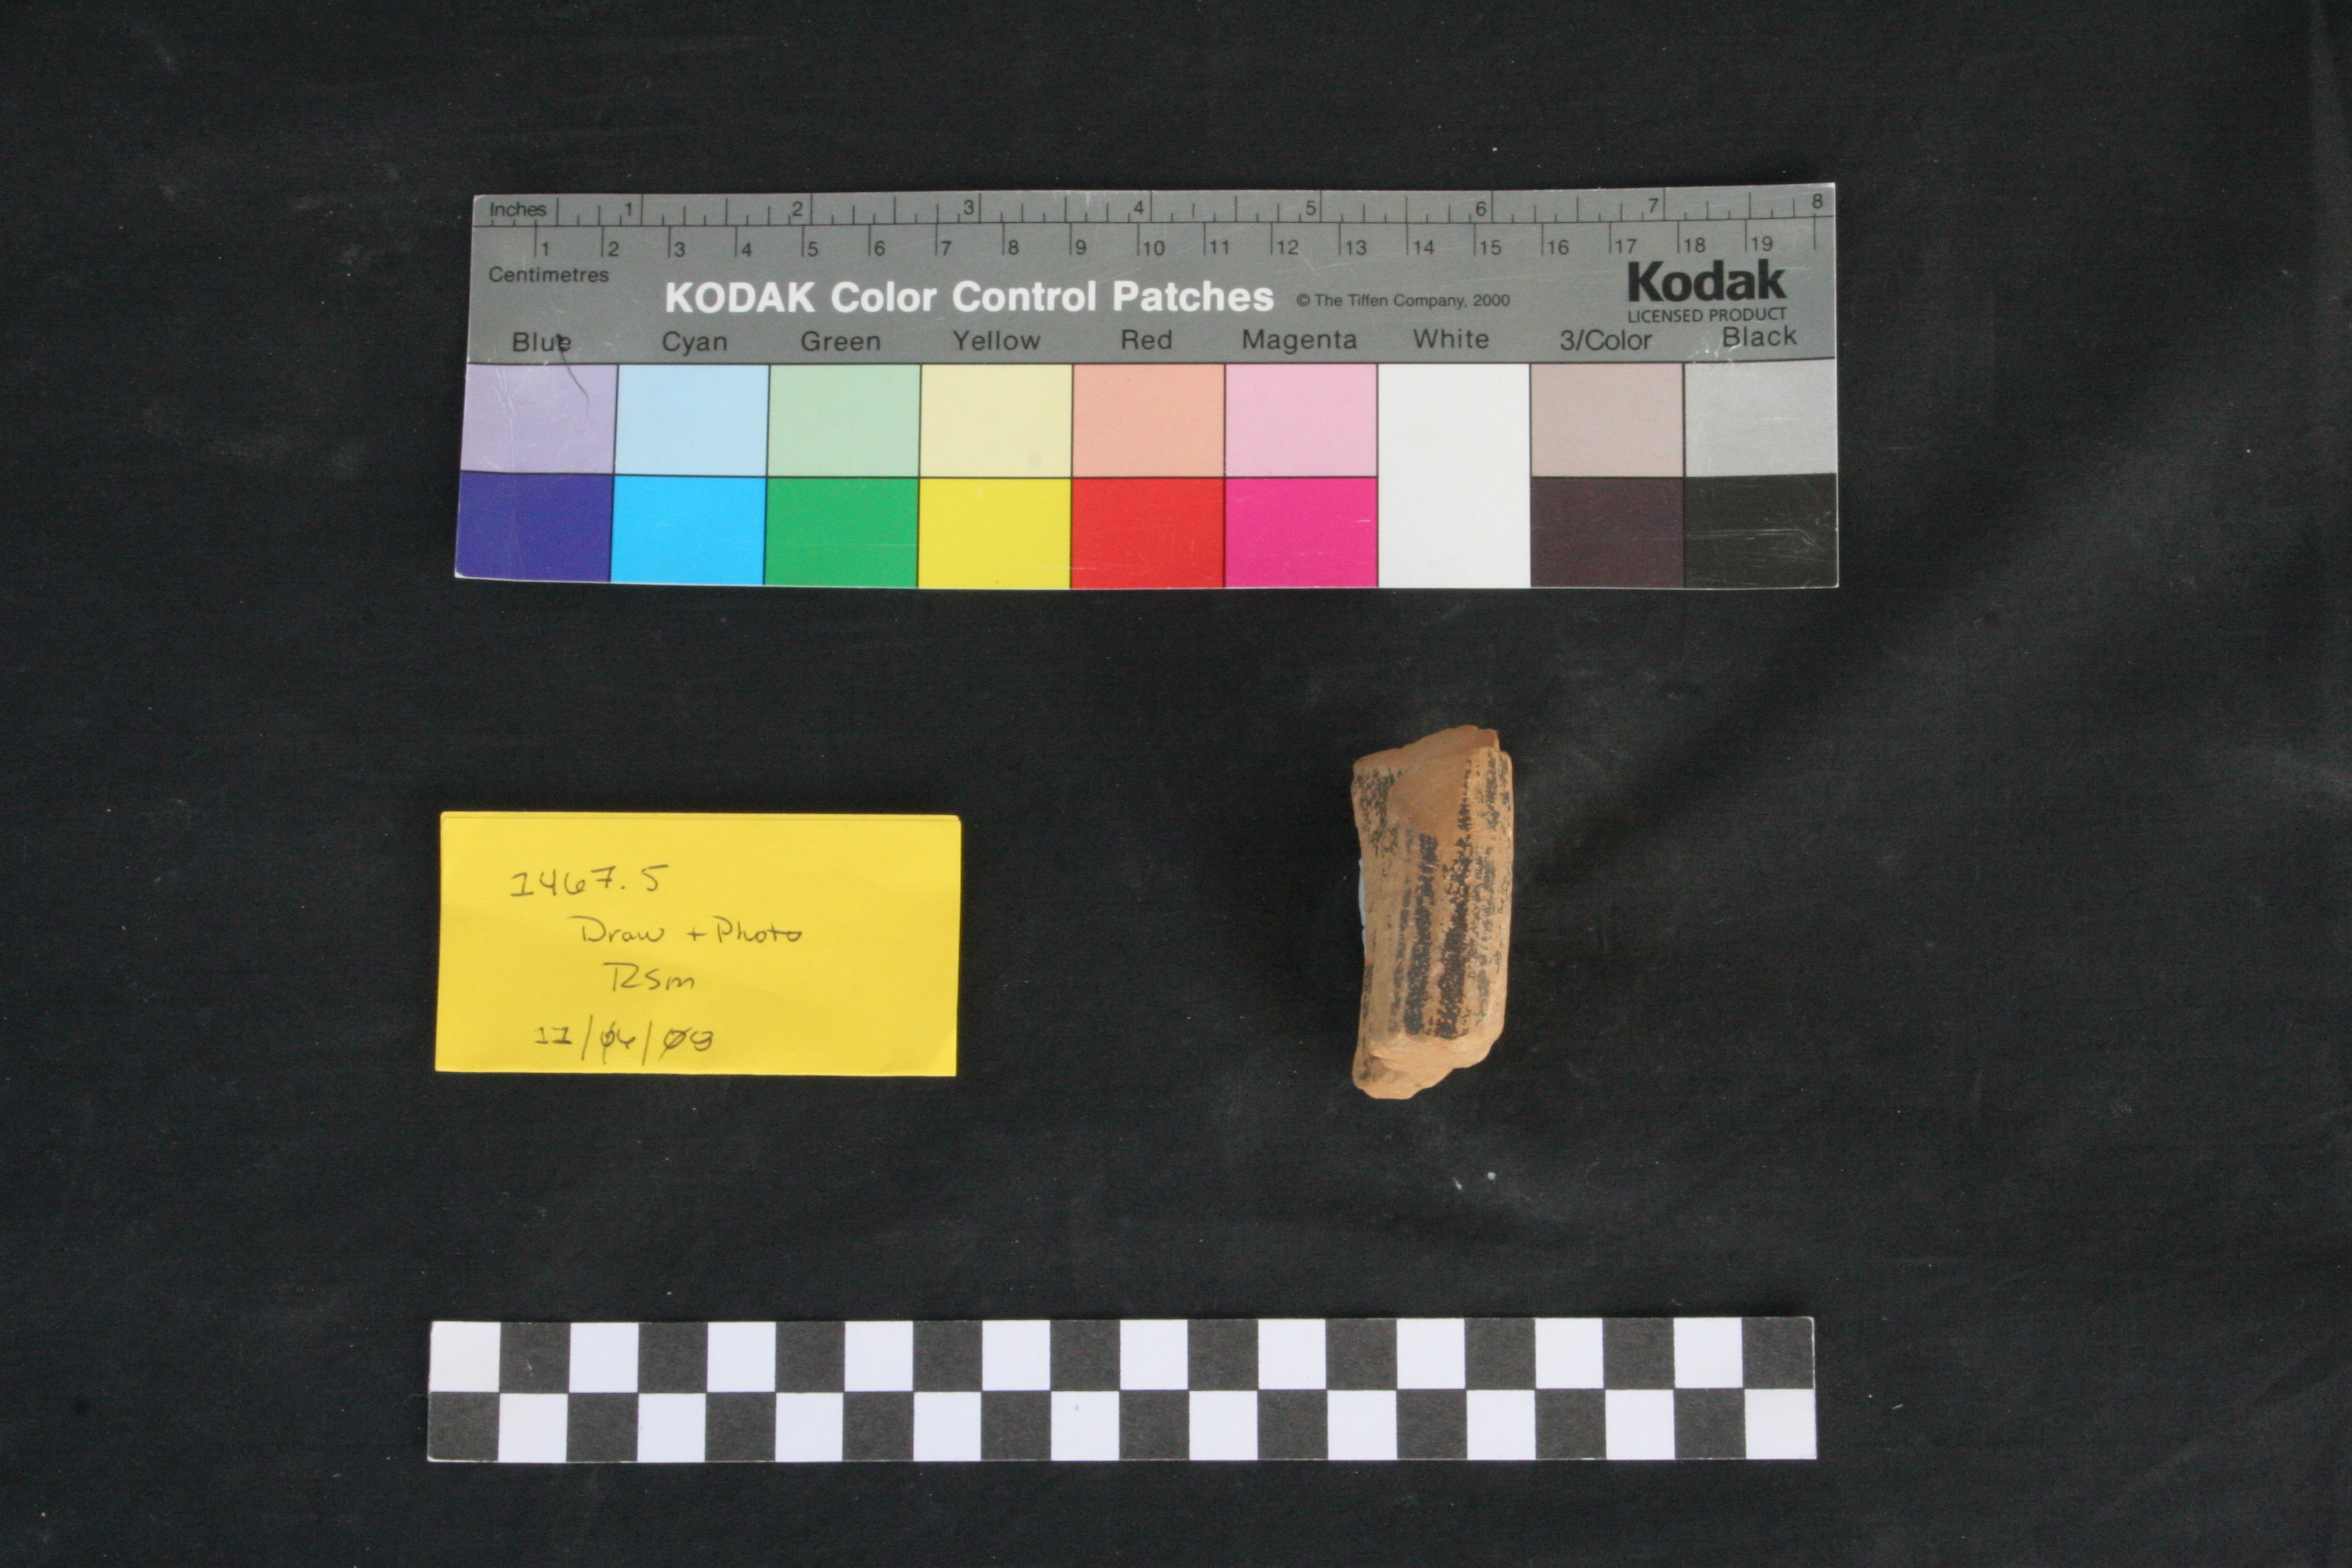 Inches 1 2 3 4 5 6 7 8
1 2 3 4 5 6 7 8 9 10 11 12 13 14 15 16 17 18 19
Centimetres
KODAK Color Control Patches © The Tiffen Company, 2000
Kodak
LICENSED PRODUCT
Blue Cyan Green Yellow Red Magenta White 3/Color Black
1467.5
Draw + Photo
RSm
11/06/08